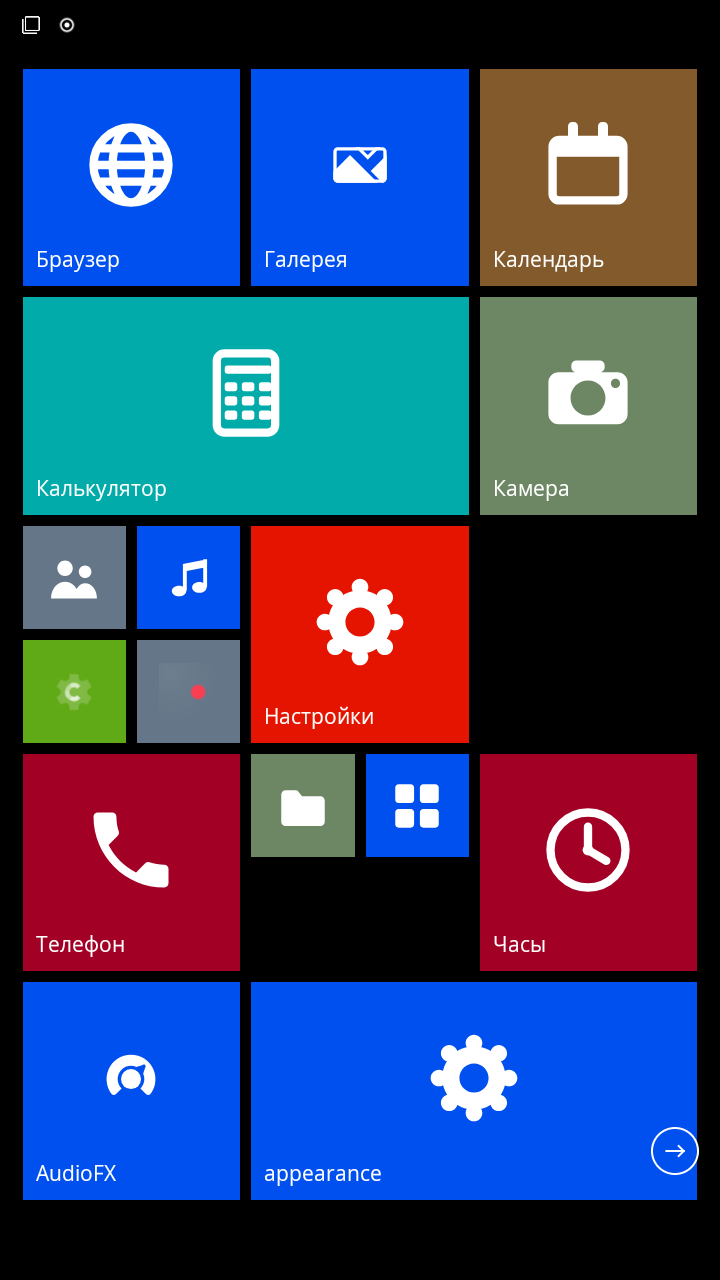 Браузер
Галерея
Календарь
Калькулятор
Камера
Настройки
Телефон
Часы
AudioFX
appearance